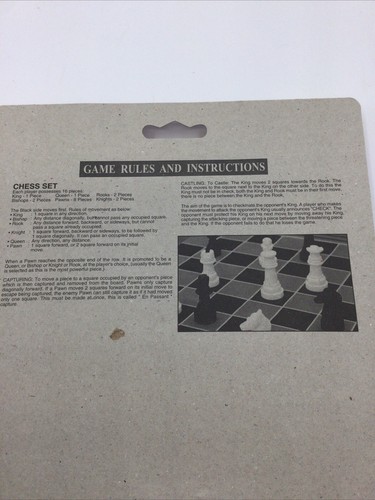 GAME RULES AND INSTRUCTIONS
CHESS SET
Each player possesses 16 pieces:
King - 1 Piece Queen - 1 Piece Rooks - 2 Pieces
Bishops - 2 Pieces Pawns - 8 Pieces Knights - 2 Pieces
The Black side moves first. Rules of movement as below:
• King 1 square in any direction.
• Bishop Any distance diagonally, but cannot pass any occupied square.
• Rook Any distance forward, backward, or sideways, but cannot
pass a square already occupied.
• Knight 1 square forward, backward or sideways, to be followed by
1 square diagonally. It can pass an occupied square.
• Queen Any direction, any distance.
• Pawn 1 square forward, or 2 square forward on its initial
When a Pawn reaches the opposite end of the row, it is promoted to be a
Queen, or Bishop or Knight or Rook, at the player's choice, (usually the Queen
is selected as this is the most powerful piece.)
CAPTURING: To move a piece to a square occupied by an opponent's piece
which is then captured and removed from the board. Pawns only capture
diagonally forward. If a Pawn moves 2 squares forward on its initial move to
escape being captured, the enemy Pawn can still capture it as if it had moved
only one square. This must be made at once, this is called "En Passant"
capture.
CASTLING: To Castle: The King moves 2 squares towards the Rook. The
Rook moves to the square next to the King on the other side. To do this the
King must not be in check, both the King and Rook must be in their first move,
there is no piece between the King and the Rook.
The aim of the game is to checkmate the opponent's King. A player who makes
the movement to attack the opponent's King usually announces "CHECK". The
opponent must protect his King on his next move by moving away his King,
capturing the attacking piece, or moving a piece between the threatening piece
and the King. If the opponent fails to do that he loses the game.